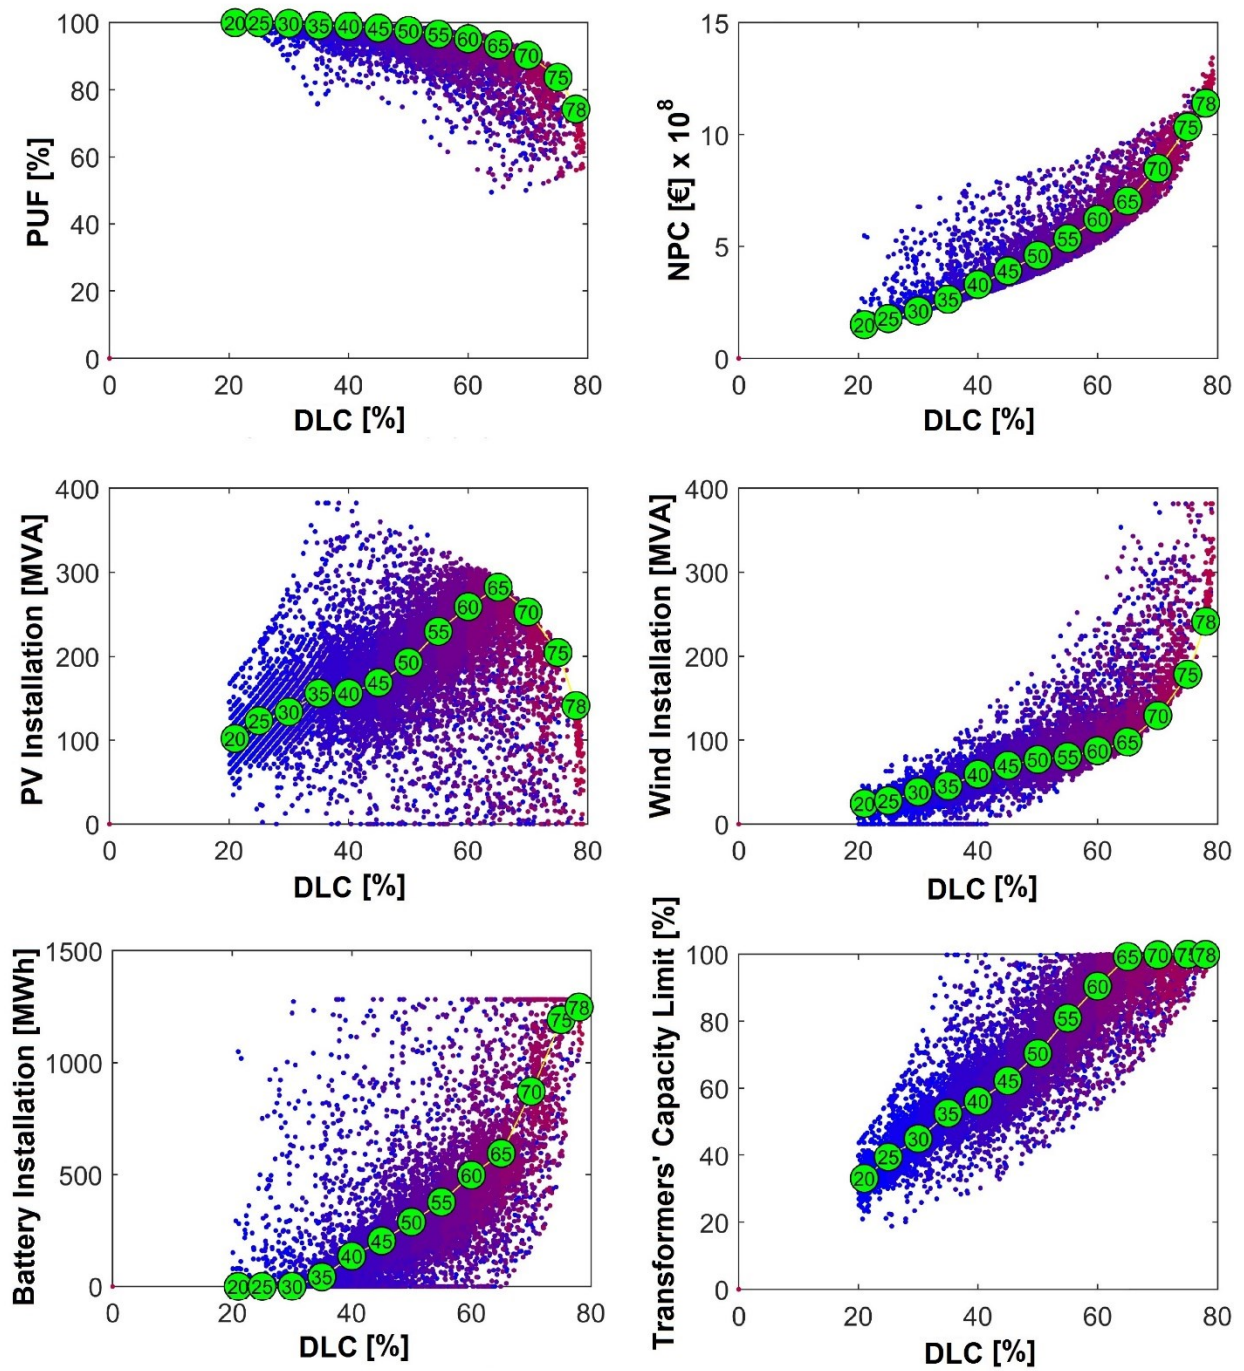 100
80
60
40
20
0
PUF [%]
20 25 30 35 40 45 50 55 60 65 70 75 78
0 20 40 60 80
DLC [%]
15
10
5
0
NPC [€] x 10⁸
20 25 30 35 40 45 50 55 60 65 70 75 78
0 20 40 60 80
DLC [%]
400
300
200
100
0
PV Installation [MVA]
20 25 30 35 40 45 50 55 60 65 70 75 78
0 20 40 60 80
DLC [%]
400
300
200
100
0
Wind Installation [MVA]
20 25 30 35 40 45 50 55 60 65 70 75 78
0 20 40 60 80
DLC [%]
1500
1000
500
0
Battery Installation [MWh]
20 25 30 35 40 45 50 55 60 65 70 75 78
0 20 40 60 80
DLC [%]
100
80
60
40
20
0
Transformers' Capacity Limit [%]
20 25 30 35 40 45 50 55 60 65 70 75 78
0 20 40 60 80
DLC [%]